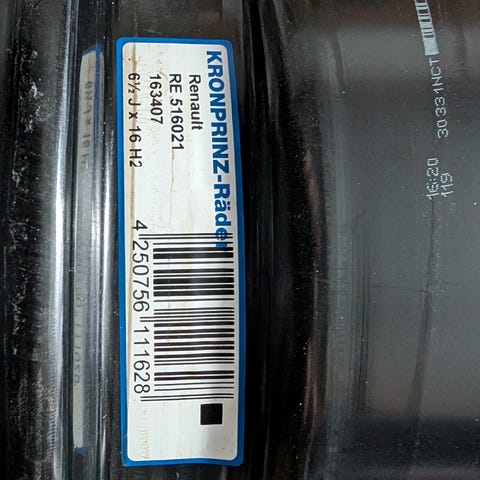 KRONPRINZ-Räder
Renault
RE 516021
163407
6½ J x 16 H2
4 250756 111628
16:20 30331NCT
119